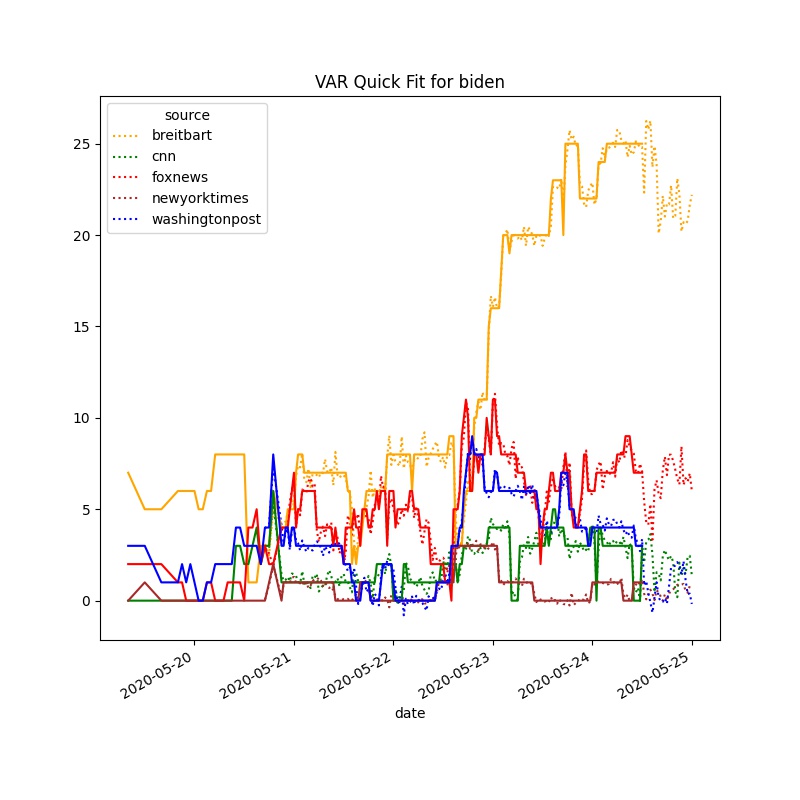 VAR Quick Fit for biden
source
breitbart
cnn
foxnews
newyorktimes
washingtonpost
25
20
15
10
5
0
2020-05-20
2020-05-21
2020-05-22
2020-05-23
2020-05-24
2020-05-25
date